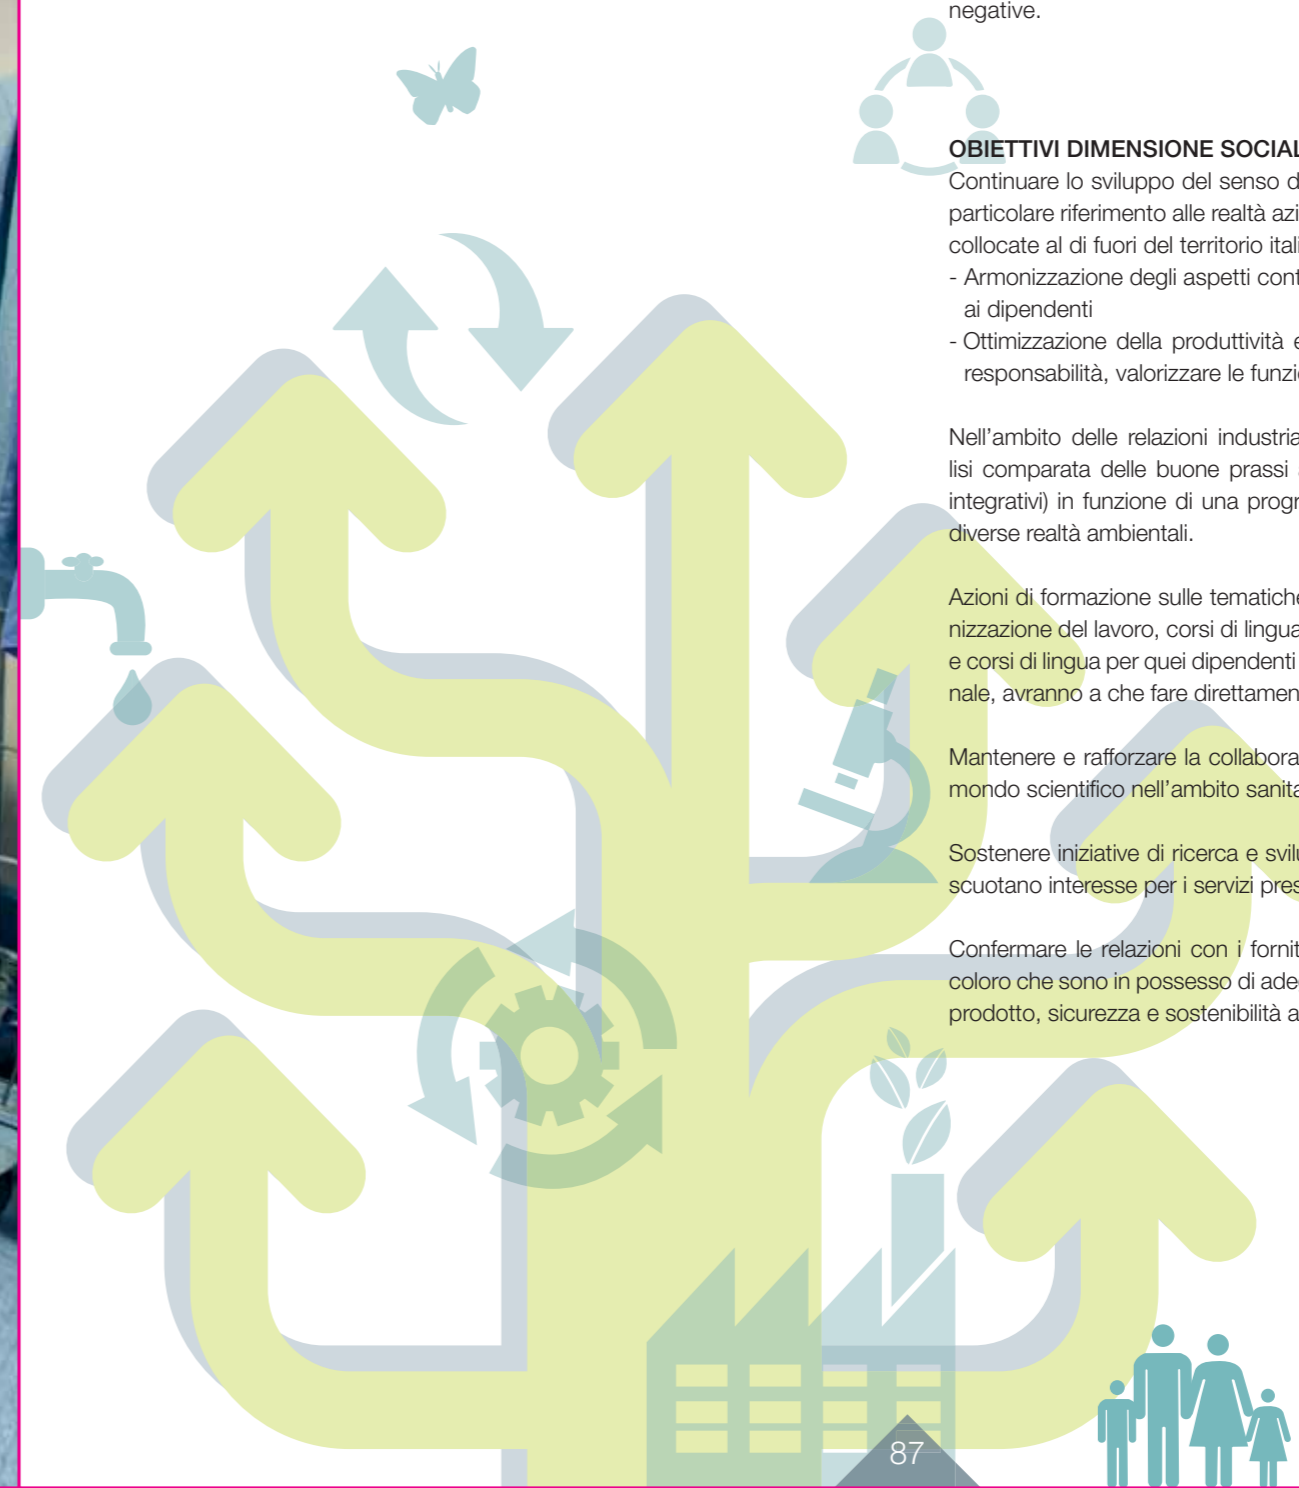 negative.
OBIETTIVI DIMENSIONE SOCIAL
Continuare lo sviluppo del senso d
particolare riferimento alle realtà azi
collocate al di fuori del territorio ital
- Armonizzazione degli aspetti cont
ai dipendenti
- Ottimizzazione della produttività e
responsabilità, valorizzare le funzi
Nell’ambito delle relazioni industria
lisi comparata delle buone prassi
integrativi) in funzione di una progr
diverse realtà ambientali.
Azioni di formazione sulle tematiche
nizzazione del lavoro, corsi di lingua
e corsi di lingua per quei dipendenti
nale, avranno a che fare direttamen
Mantenere e rafforzare la collabora
mondo scientifico nell’ambito sanita
Sostenere iniziative di ricerca e svilu
scuotano interesse per i servizi pres
Confermare le relazioni con i fornit
coloro che sono in possesso di ade
prodotto, sicurezza e sostenibilità a
87